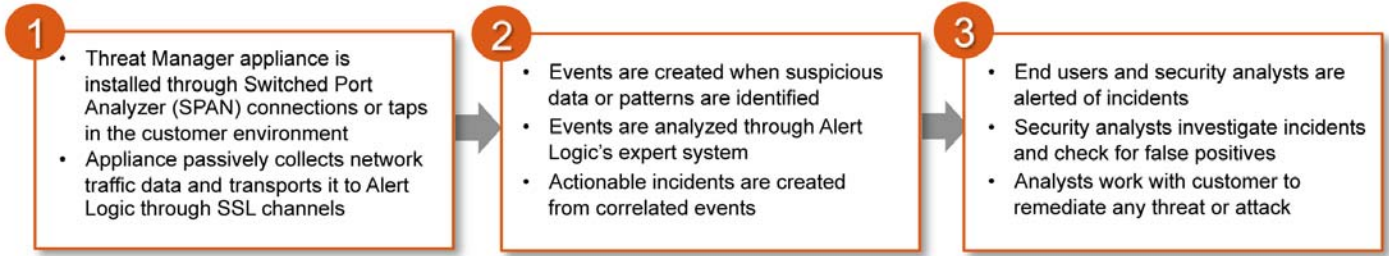 1
• Threat Manager appliance is
installed through Switched Port
Analyzer (SPAN) connections or taps
in the customer environment
• Appliance passively collects network
traffic data and transports it to Alert
Logic through SSL channels
2
• Events are created when suspicious
data or patterns are identified
• Events are analyzed through Alert
Logic’s expert system
• Actionable incidents are created
from correlated events
3
• End users and security analysts are
alerted of incidents
• Security analysts investigate incidents
and check for false positives
• Analysts work with customer to
remediate any threat or attack